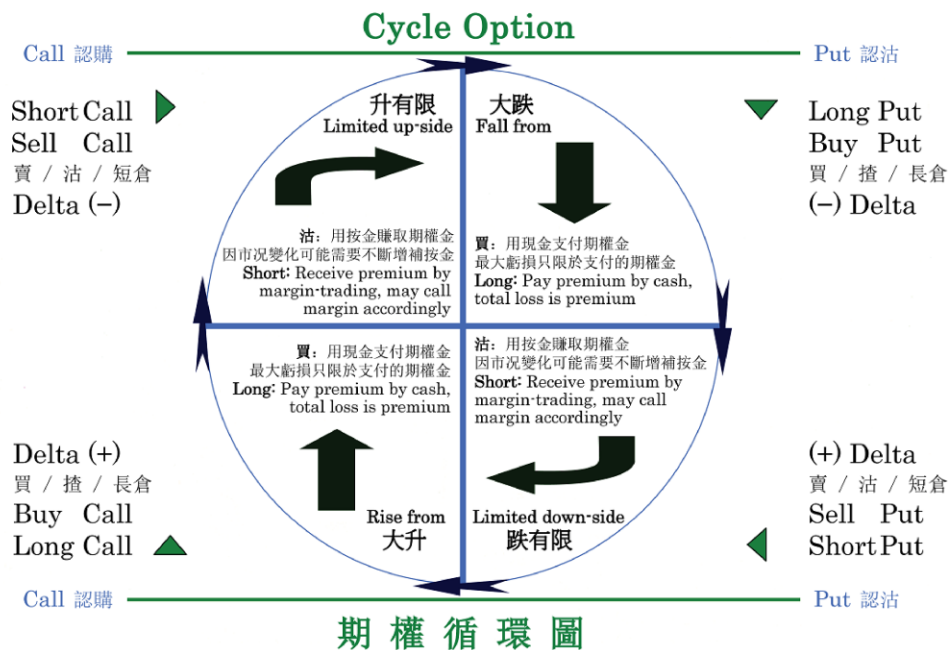 Cycle Option
Call 認購
Put 認沽
Short Call
Sell Call
賣 / 沽 / 短倉
Delta (–)
升有限
Limited up-side
沽：用按金賺取期權金
因市況變化可能需要不斷增補按金
Short: Receive premium by
margin-trading, may call
margin accordingly
大跌
Fall from
買：用現金支付期權金
最大虧損只限於支付的期權金
Long: Pay premium by cash,
total loss is premium
Long Put
Buy Put
買 / 揸 / 長倉
(–) Delta
買：用現金支付期權金
最大虧損只限於支付的期權金
Long: Pay premium by cash,
total loss is premium
Rise from
大升
沽：用按金賺取期權金
因市況變化可能需要不斷增補按金
Short: Receive premium by
margin-trading, may call
margin accordingly
Limited down-side
跌有限
Delta (+)
買 / 揸 / 長倉
Buy Call
Long Call
(+) Delta
賣 / 沽 / 短倉
Sell Put
Short Put
Call 認購
Put 認沽
期權循環圖